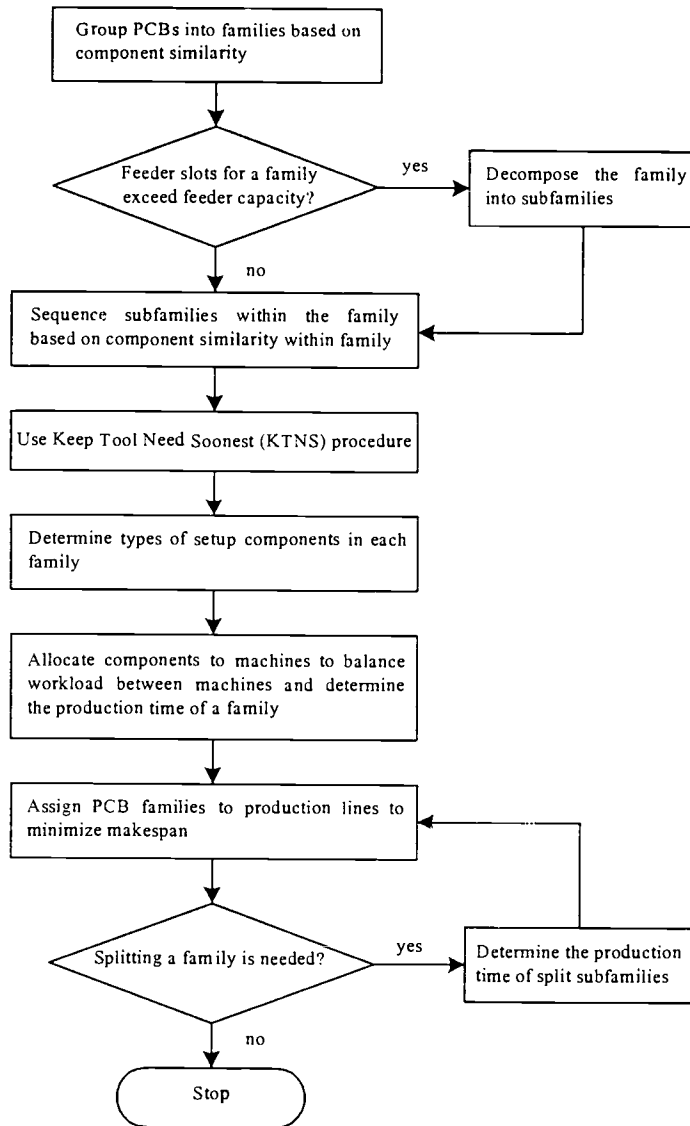 Group PCBs into families based on
component similarity
Feeder slots for a family
exceed feeder capacity?
yes
Decompose the family
into subfamilies
no
Sequence subfamilies within the family
based on component similarity within family
Use Keep Tool Need Soonest (KTNS) procedure
Determine types of setup components in each
family
Allocate components to machines to balance
workload between machines and determine
the production time of a family
Assign PCB families to production lines to
minimize makespan
Splitting a family is needed?
yes
Determine the production
time of split subfamilies
no
Stop